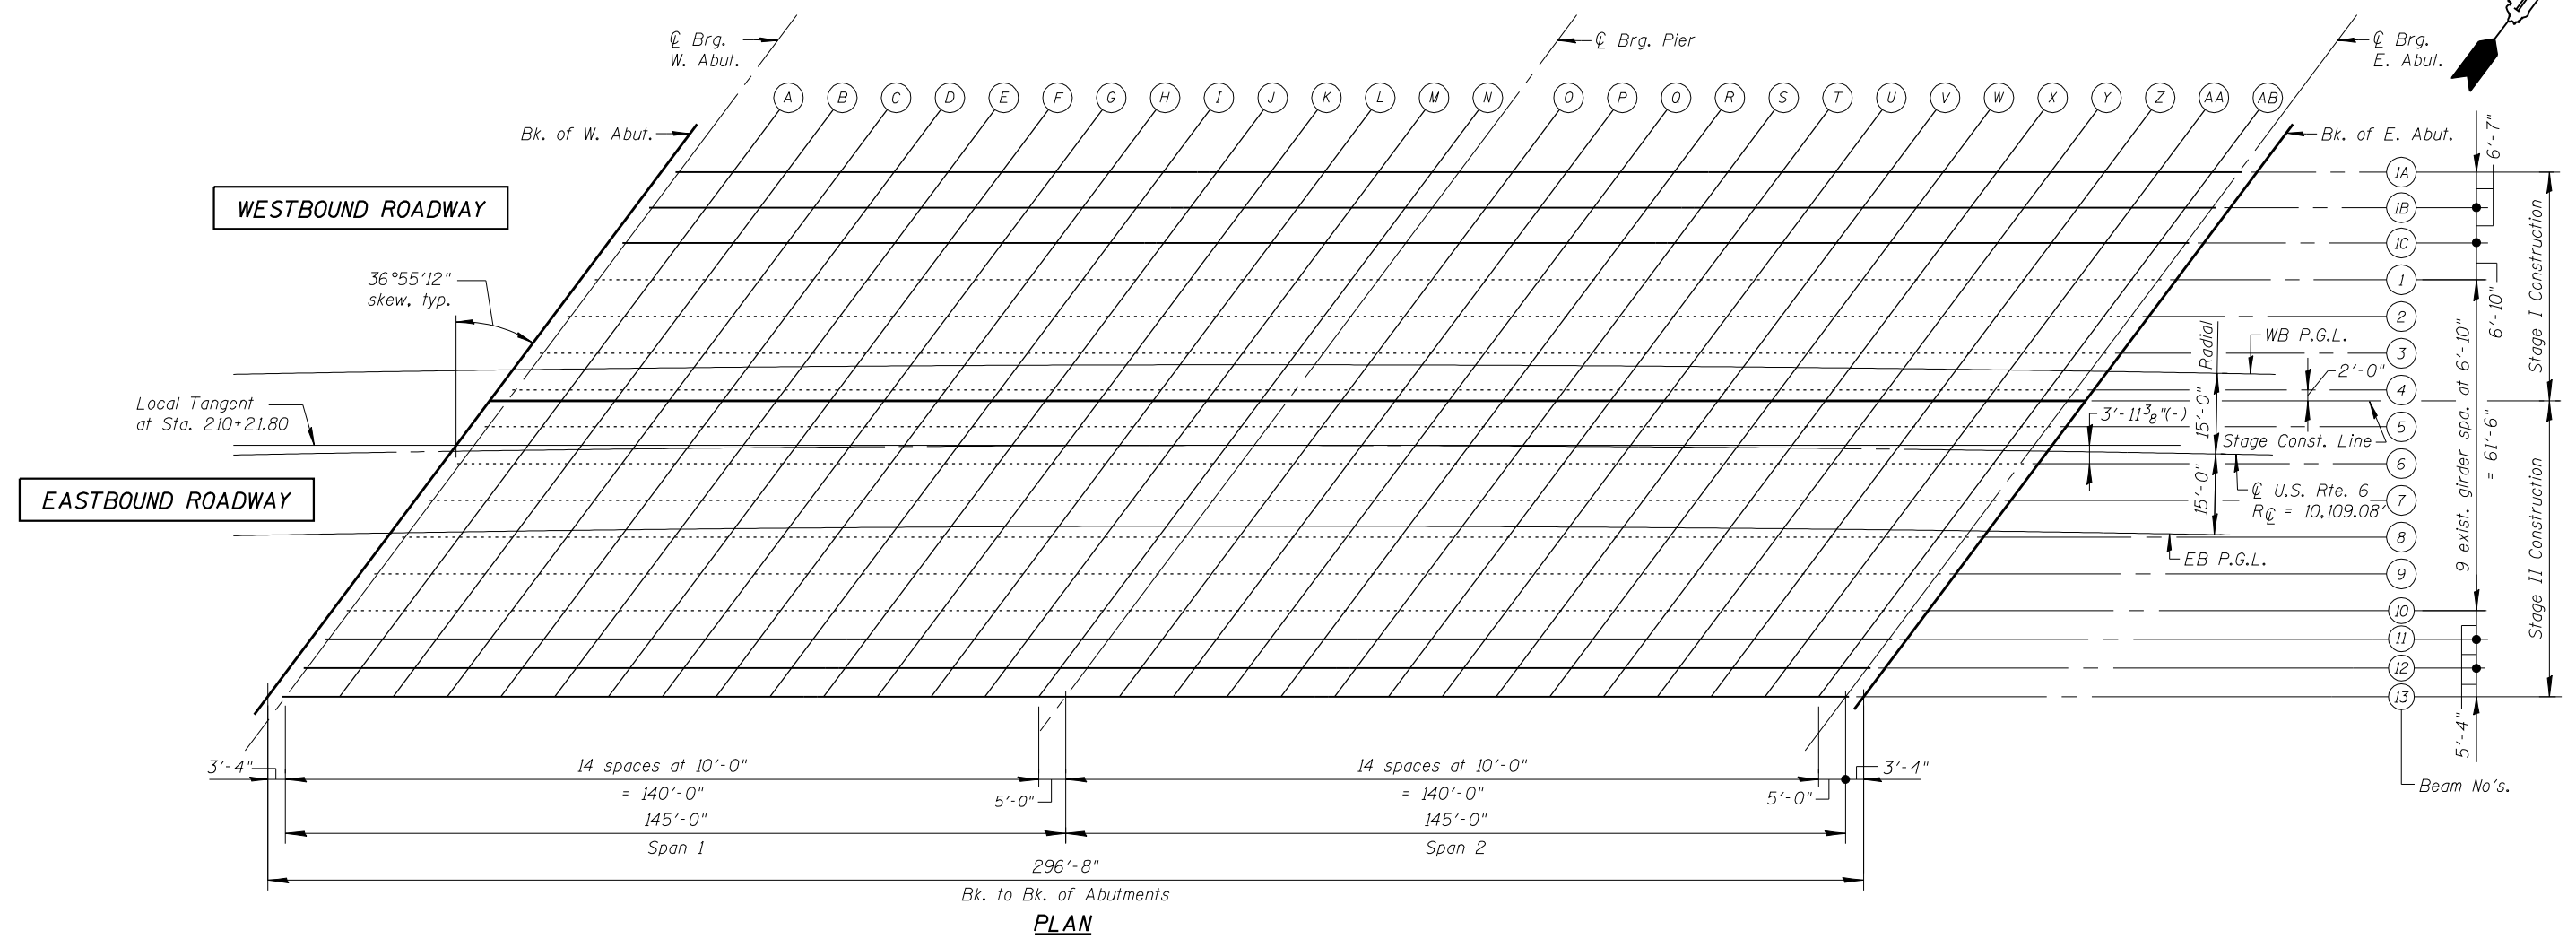 ℄ Brg.
W. Abut.
℄ Brg. Pier
℄ Brg.
E. Abut.
A B C D E F G H I J K L M N O P Q R S T U V W X Y Z AA AB
Bk. of W. Abut.
Bk. of E. Abut.
6'-7"
1A
1B
1C
1
2
3
4
5
6
7
8
9
10
11
12
13
WESTBOUND ROADWAY
36°55'12"
skew, typ.
Local Tangent
at Sta. 210+21.80
EASTBOUND ROADWAY
Radial
15'-0"
15'-0"
WB P.G.L.
2'-0"
3'-11⅜"(-)
Stage Const. Line
℄ U.S. Rte. 6
R℄ = 10,109.08'
EB P.G.L.
6'-10"
9 exist. girder spa. at 6'-10"
= 61'-6"
Stage I Construction
Stage II Construction
5'-4"
Beam No's.
3'-4"
14 spaces at 10'-0"
= 140'-0"
5'-0"
14 spaces at 10'-0"
= 140'-0"
5'-0"
3'-4"
145'-0"
Span 1
145'-0"
Span 2
296'-8"
Bk. to Bk. of Abutments
PLAN